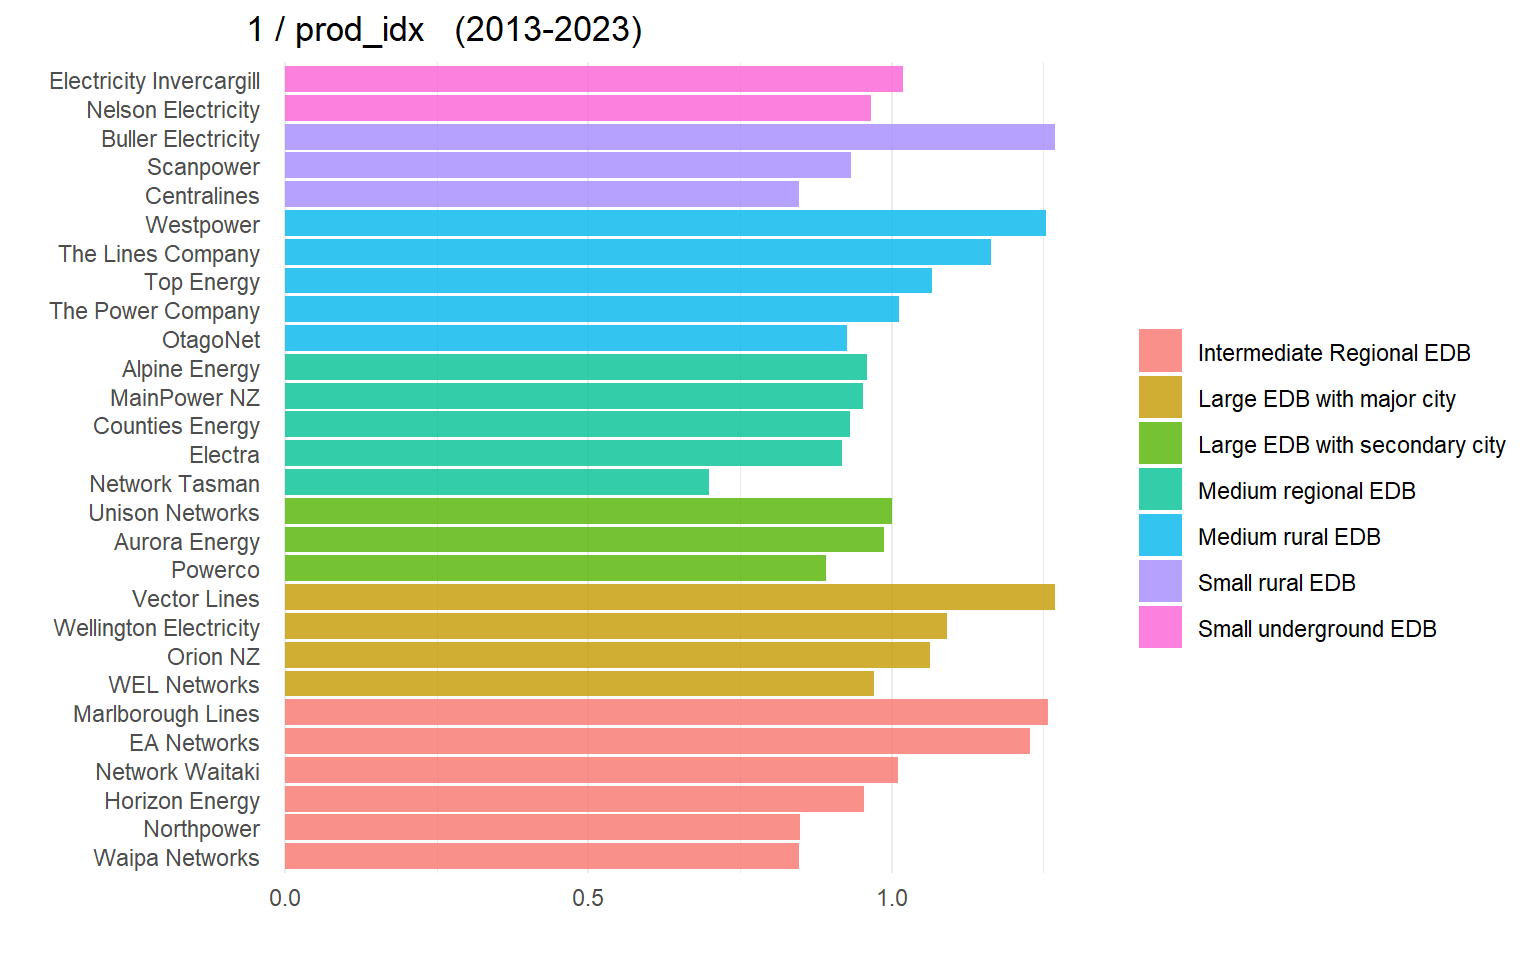 1 / prod_idx   (2013-2023)
Electricity Invercargill
Nelson Electricity
Buller Electricity
Scanpower
Centralines
Westpower
The Lines Company
Top Energy
The Power Company
OtagoNet
Alpine Energy
MainPower NZ
Counties Energy
Electra
Network Tasman
Unison Networks
Aurora Energy
Powerco
Vector Lines
Wellington Electricity
Orion NZ
WEL Networks
Marlborough Lines
EA Networks
Network Waitaki
Horizon Energy
Northpower
Waipa Networks
0.0 0.5 1.0
Intermediate Regional EDB
Large EDB with major city
Large EDB with secondary city
Medium regional EDB
Medium rural EDB
Small rural EDB
Small underground EDB